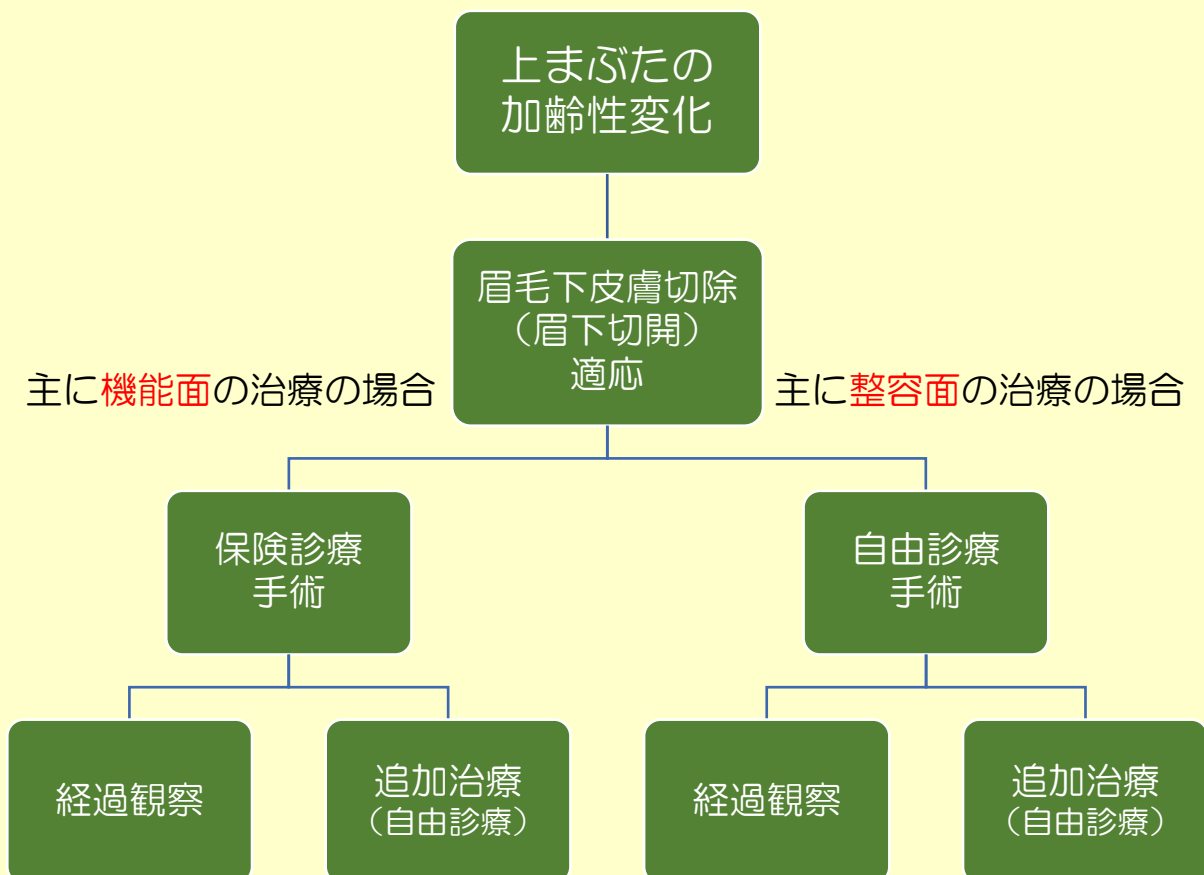 上まぶたの
加齢性変化
眉毛下皮膚切除
（眉下切開）
適応
主に機能面の治療の場合
主に整容面の治療の場合
保険診療
手術
自由診療
手術
経過観察
追加治療
（自由診療）
経過観察
追加治療
（自由診療）